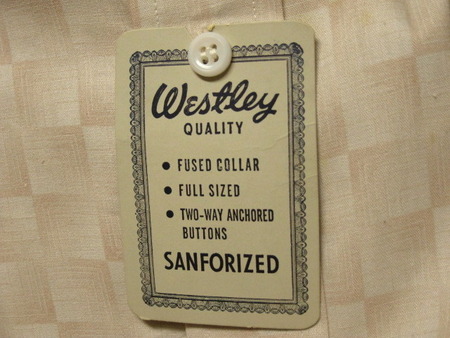 Westley
QUALITY
• FUSED COLLAR
• FULL SIZED
• TWO-WAY ANCHORED
BUTTONS
SANFORIZED